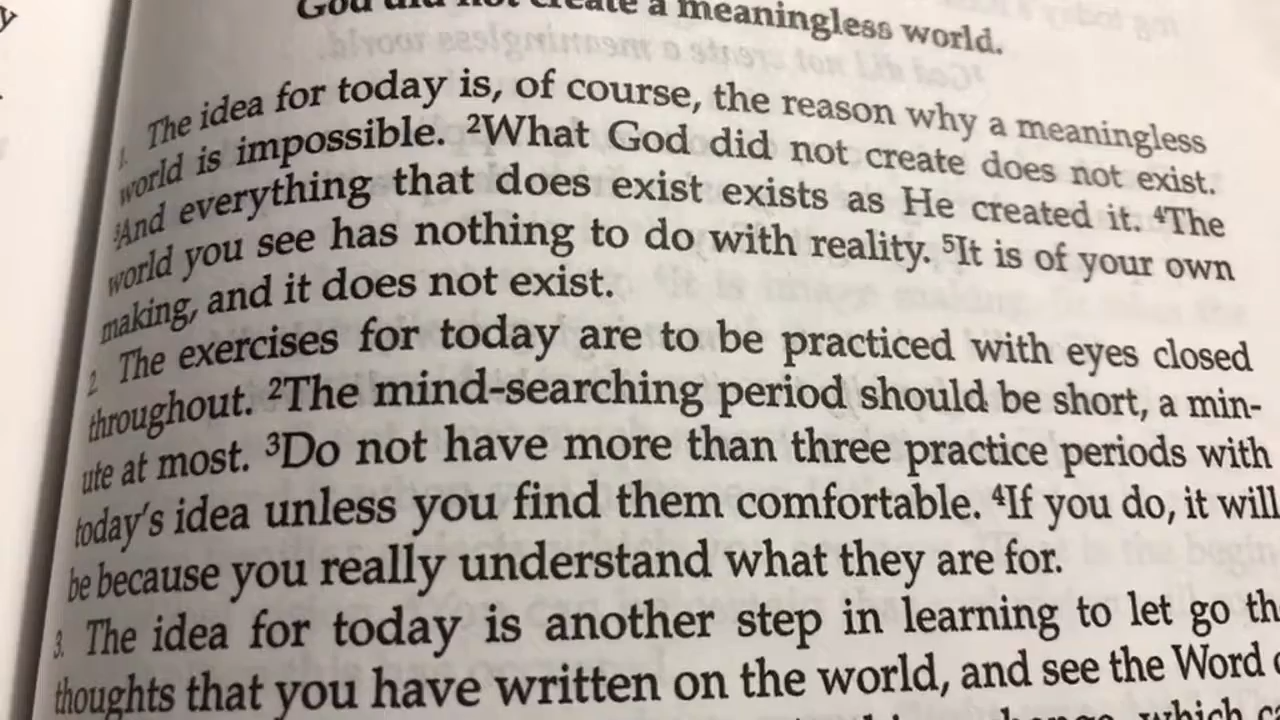 God did not create a meaningless world.
1. The idea for today is, of course, the reason why a meaningless
world is impossible. ²What God did not create does not exist.
³And everything that does exist exists as He created it. ⁴The
world you see has nothing to do with reality. ⁵It is of your own
making, and it does not exist.
2. The exercises for today are to be practiced with eyes closed
throughout. ²The mind-searching period should be short, a min-
ute at most. ³Do not have more than three practice periods with
today's idea unless you find them comfortable. ⁴If you do, it will
be because you really understand what they are for.
3. The idea for today is another step in learning to let go th
thoughts that you have written on the world, and see the Word
which